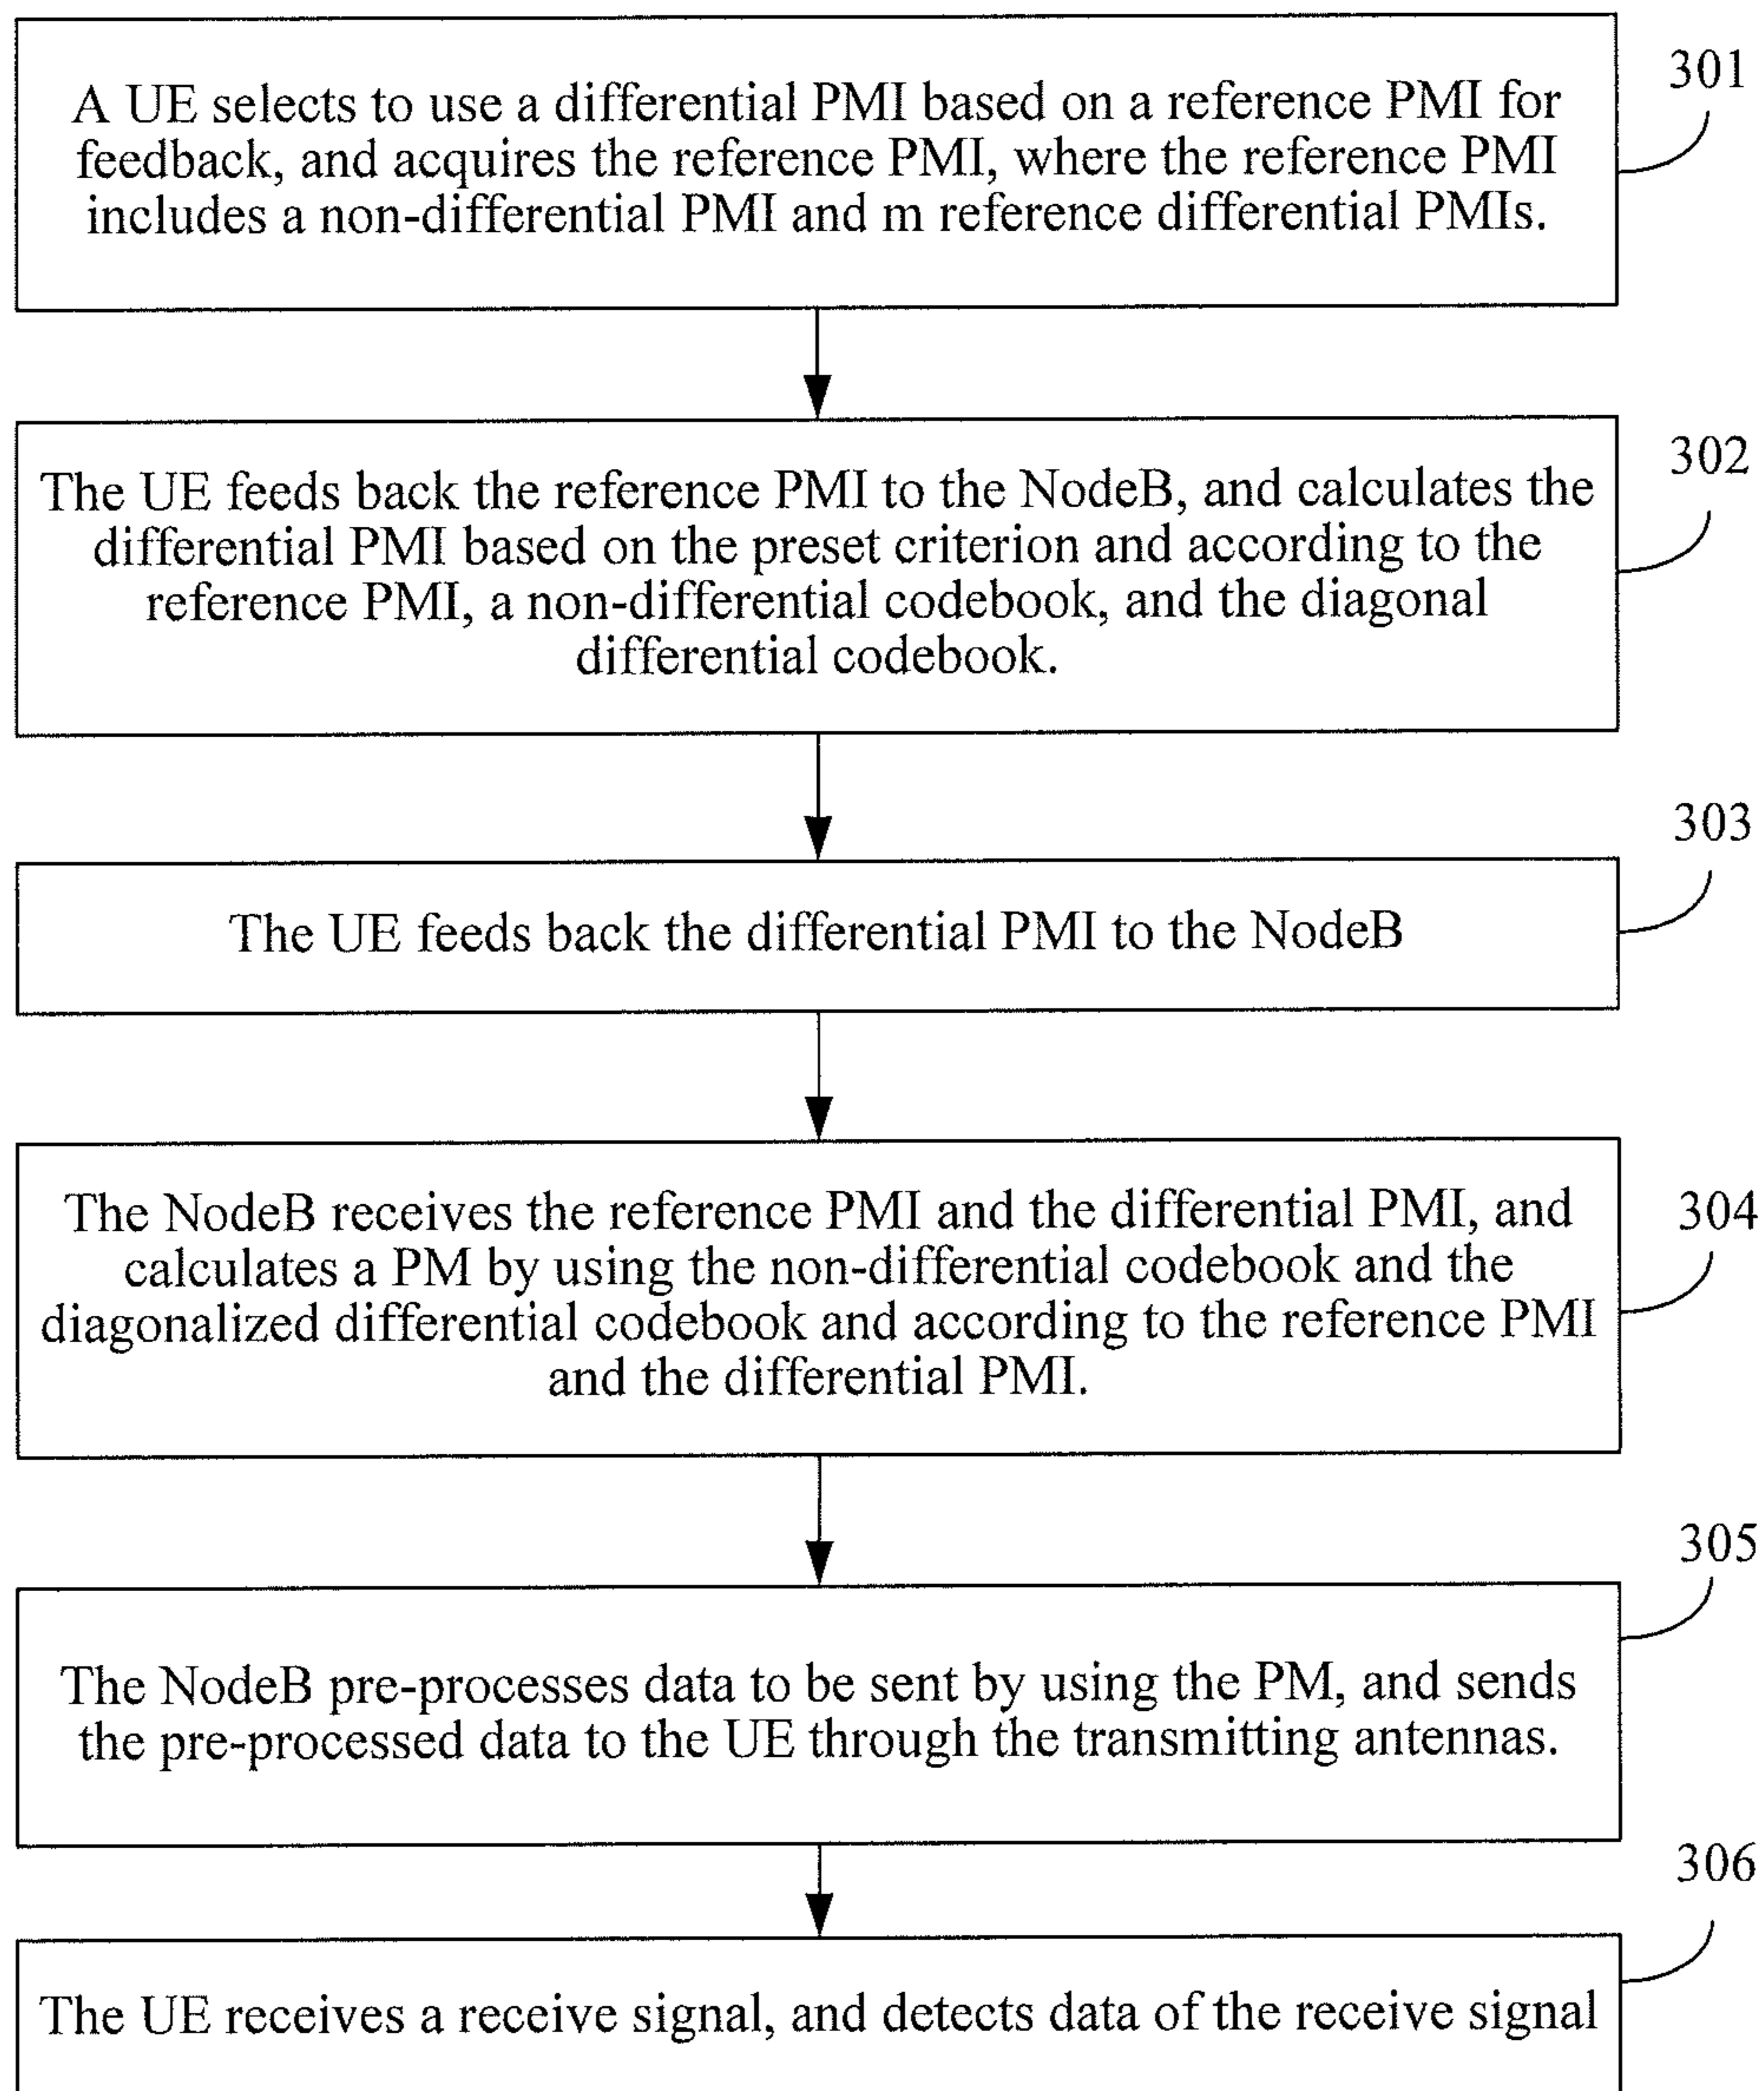 301
A UE selects to use a differential PMI based on a reference PMI for
feedback, and acquires the reference PMI, where the reference PMI
includes a non-differential PMI and m reference differential PMIs.
302
The UE feeds back the reference PMI to the NodeB, and calculates the
differential PMI based on the preset criterion and according to the
reference PMI, a non-differential codebook, and the diagonal
differential codebook.
303
The UE feeds back the differential PMI to the NodeB
304
The NodeB receives the reference PMI and the differential PMI, and
calculates a PM by using the non-differential codebook and the
diagonalized differential codebook and according to the reference PMI
and the differential PMI.
305
The NodeB pre-processes data to be sent by using the PM, and sends
the pre-processed data to the UE through the transmitting antennas.
306
The UE receives a receive signal, and detects data of the receive signal